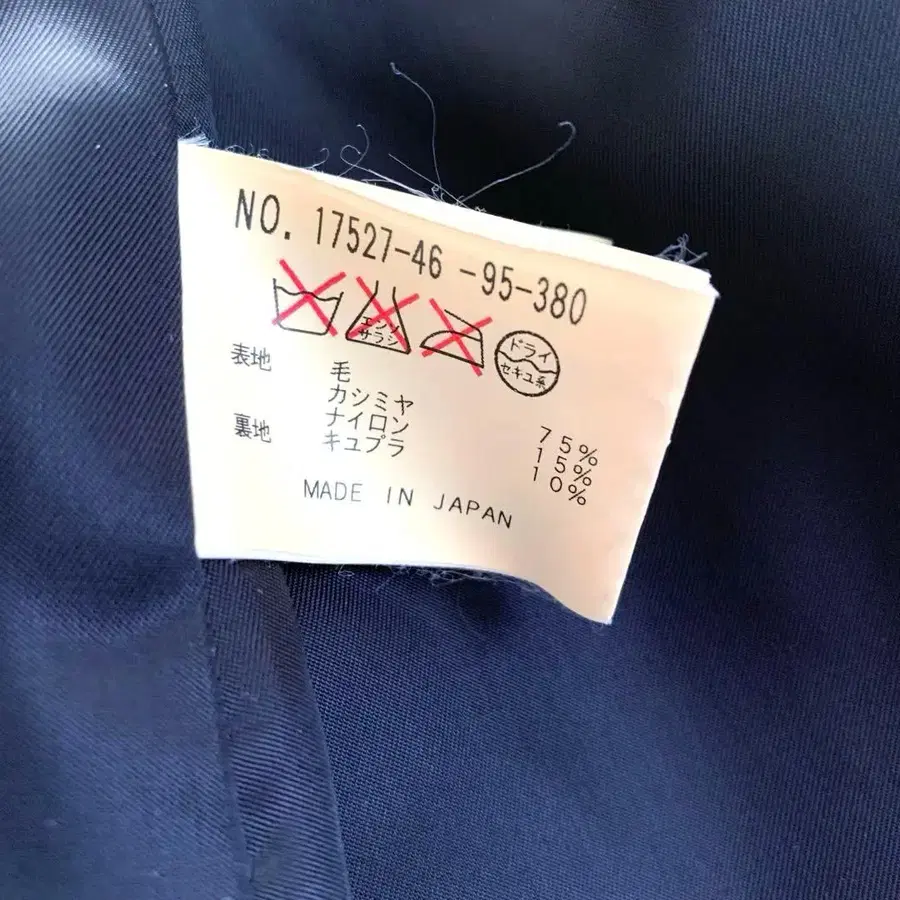 NO. 17527-46 -95-380
エンソ
サラシ
ドライ
セキユ系
表地 毛 75%
カシミヤ 15%
ナイロン 10%
裏地 キュプラ
MADE IN JAPAN